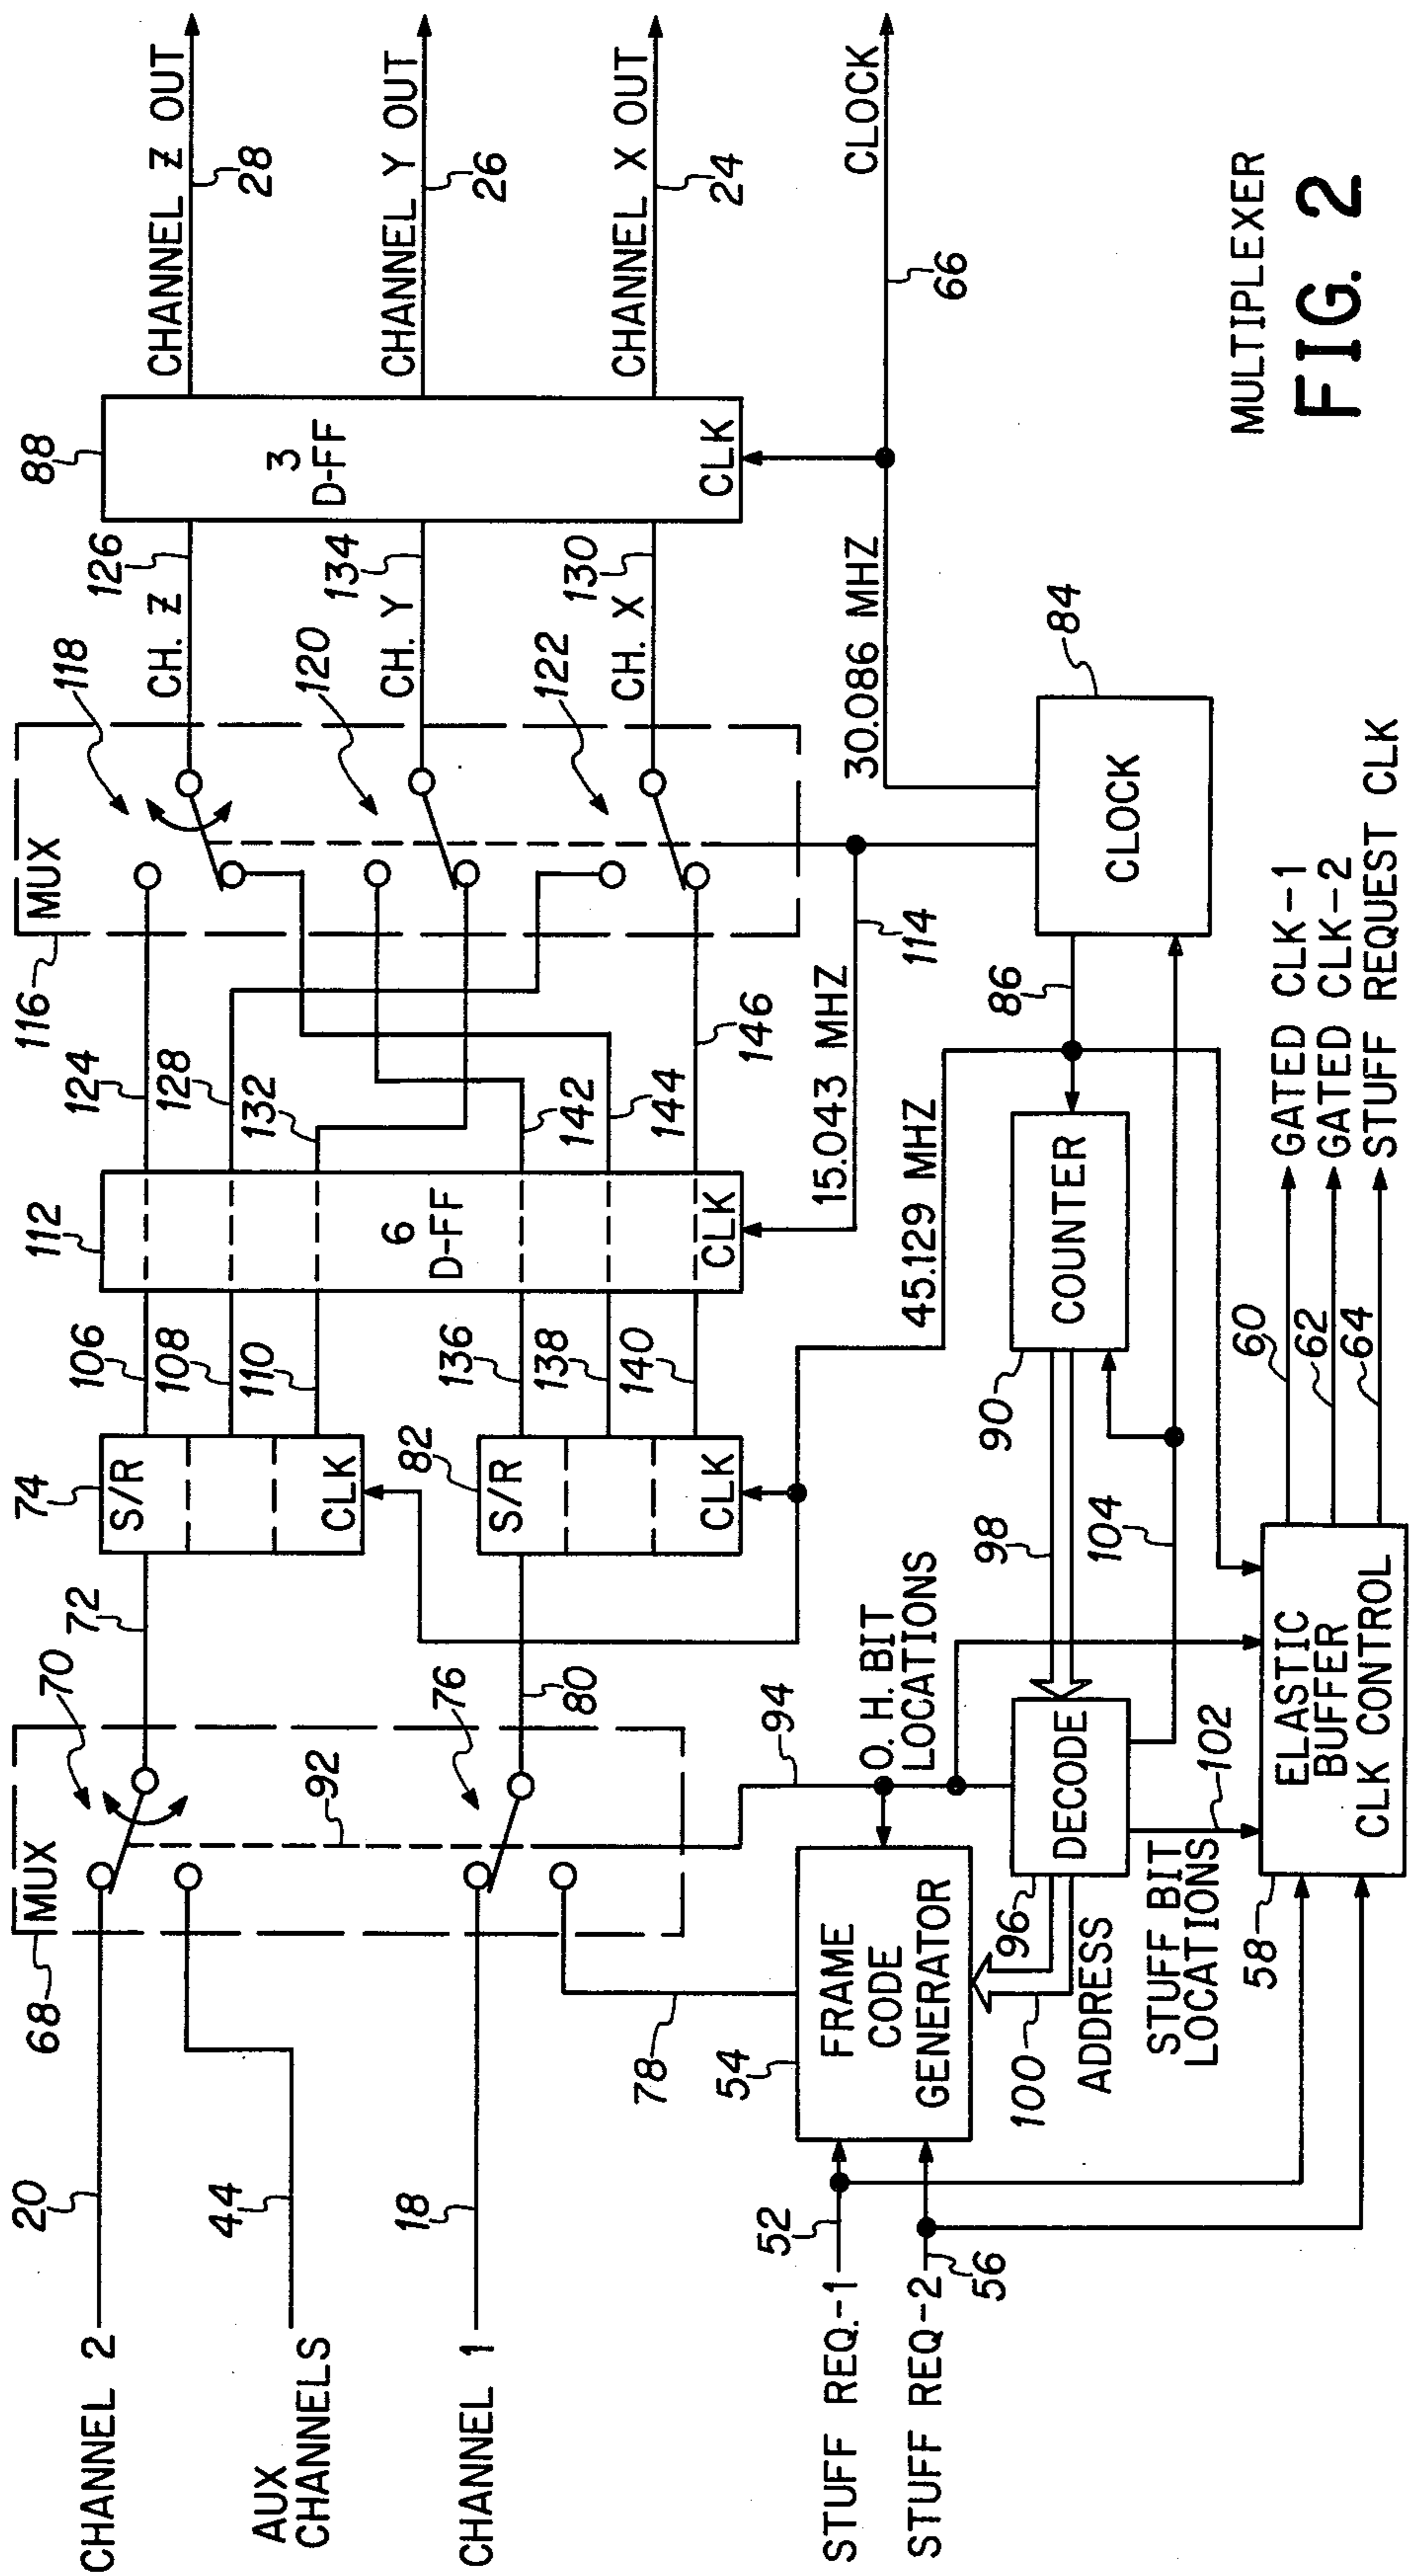 CHANNEL 2
20
AUX
CHANNELS
44
CHANNEL 1
18
68
MUX
70
92
76
72
80
74
S/R
CLK
82
S/R
CLK
106
108
110
136
138
140
112
6
D-FF
CLK
124
128
132
142
144
146
116
MUX
118
120
122
CH. Z
126
CH. Y
134
CH. X
130
88
3
D-FF
CLK
CHANNEL Z OUT
28
CHANNEL Y OUT
26
CHANNEL X OUT
24
CLOCK
66
30.086 MHZ
15.043 MHZ
114
45.129 MHZ
86
CLOCK
84
COUNTER
90
98
104
94
O. H. BIT
LOCATIONS
78
54
FRAME
CODE
GENERATOR
DECODE
96
100
ADDRESS
102
STUFF BIT
LOCATIONS
STUFF REQ.-1
52
STUFF REQ-2
56
58
ELASTIC
BUFFER
CLK CONTROL
60
62
64
GATED CLK-1
GATED CLK-2
STUFF REQUEST CLK
MULTIPLEXER
FIG. 2